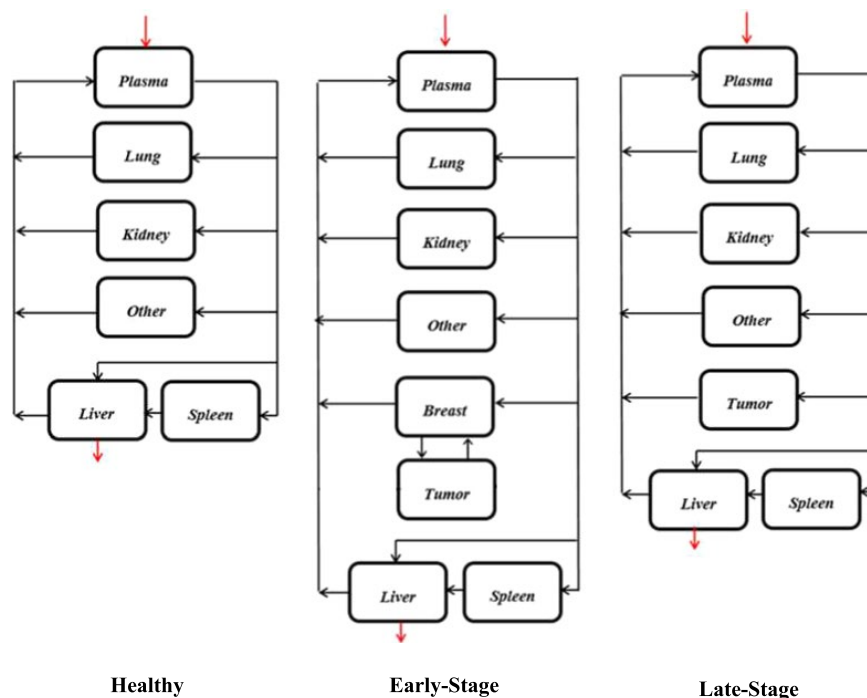 Plasma
Lung
Kidney
Other
Liver
Spleen
Healthy
Plasma
Lung
Kidney
Other
Breast
Tumor
Liver
Spleen
Early-Stage
Plasma
Lung
Kidney
Other
Tumor
Liver
Spleen
Late-Stage